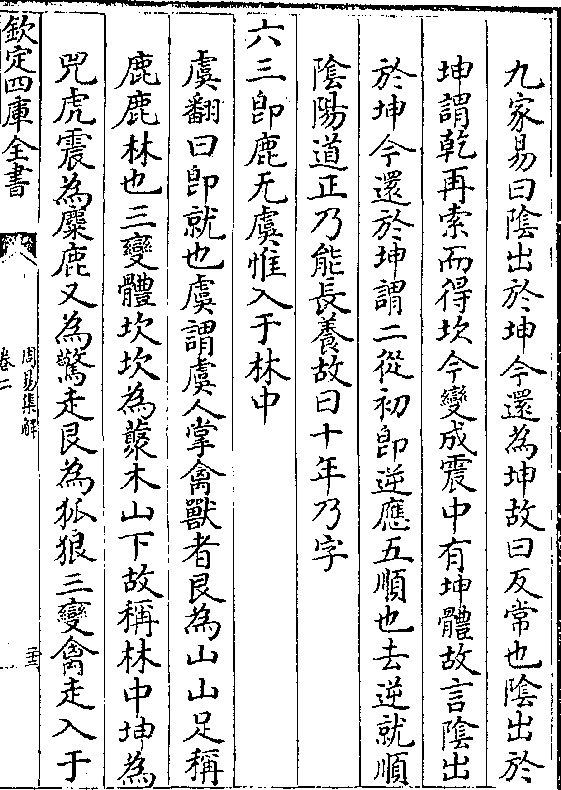 九家易曰陰出於坤今還為坤故曰反常也陰出於
坤謂乾再索而得坎今變成震中有坤體故言陰出
於坤今還於坤謂二從初即逆應五順也去逆就順
陰陽道正乃能長養故曰十年乃字
六三即鹿无虞惟入于林中
虞翻曰即就也虞謂虞人掌禽獸者艮為山山足稱
鹿鹿林也三變體坎坎為藂木山下故稱林中坤為
兕虎震為麋鹿又為驚走艮為狐狼三變禽走入于
欽定四庫全書
周易集解
卷二
二十三